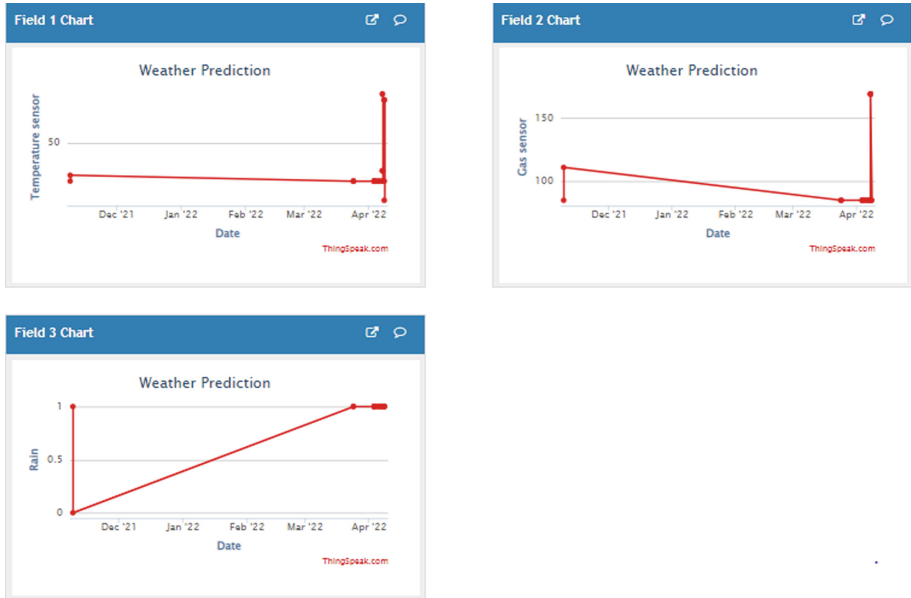 Field 1 Chart
Weather Prediction
Temperature sensor
50
Dec '21 Jan '22 Feb '22 Mar '22 Apr '22
Date
ThingSpeak.com
Field 2 Chart
Weather Prediction
Gas sensor
150
100
Dec '21 Jan '22 Feb '22 Mar '22 Apr '22
Date
ThingSpeak.com
Field 3 Chart
Weather Prediction
Rain
1
0.5
0
Dec '21 Jan '22 Feb '22 Mar '22 Apr '22
Date
ThingSpeak.com